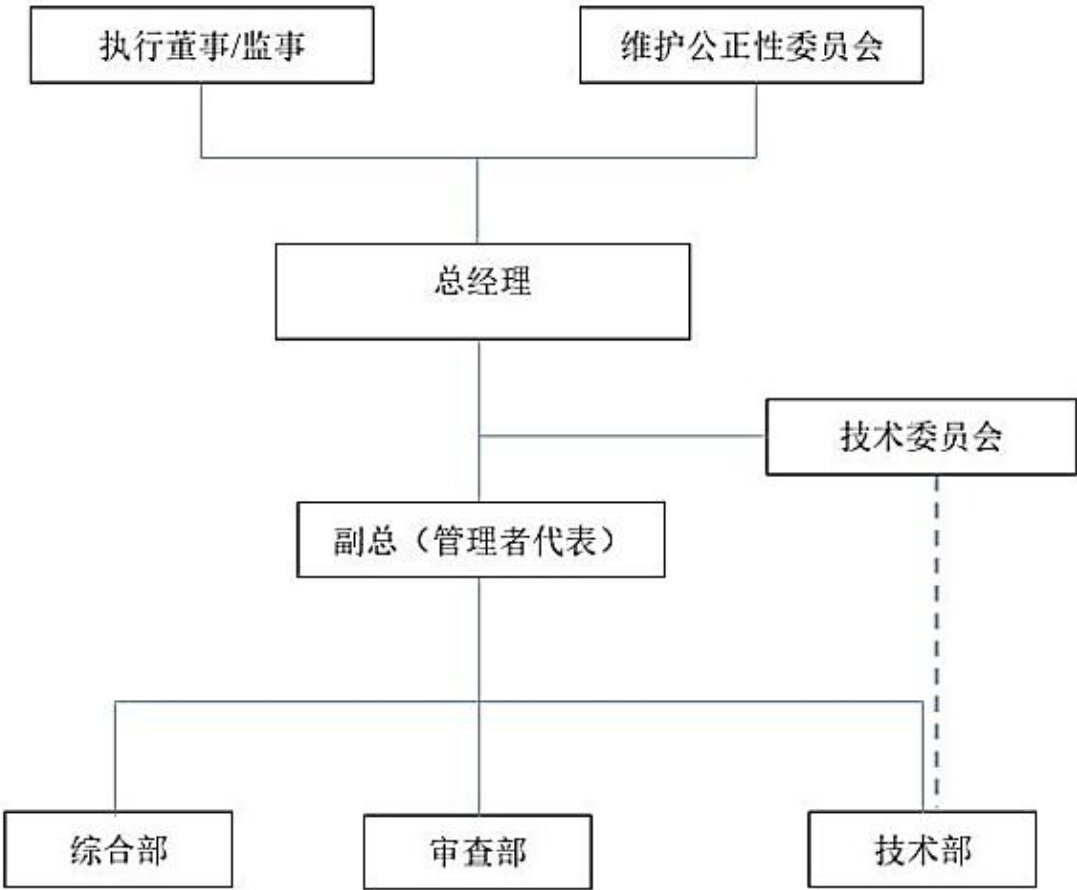 执行董事/监事
维护公正性委员会
总经理
技术委员会
副总（管理者代表）
综合部
审查部
技术部